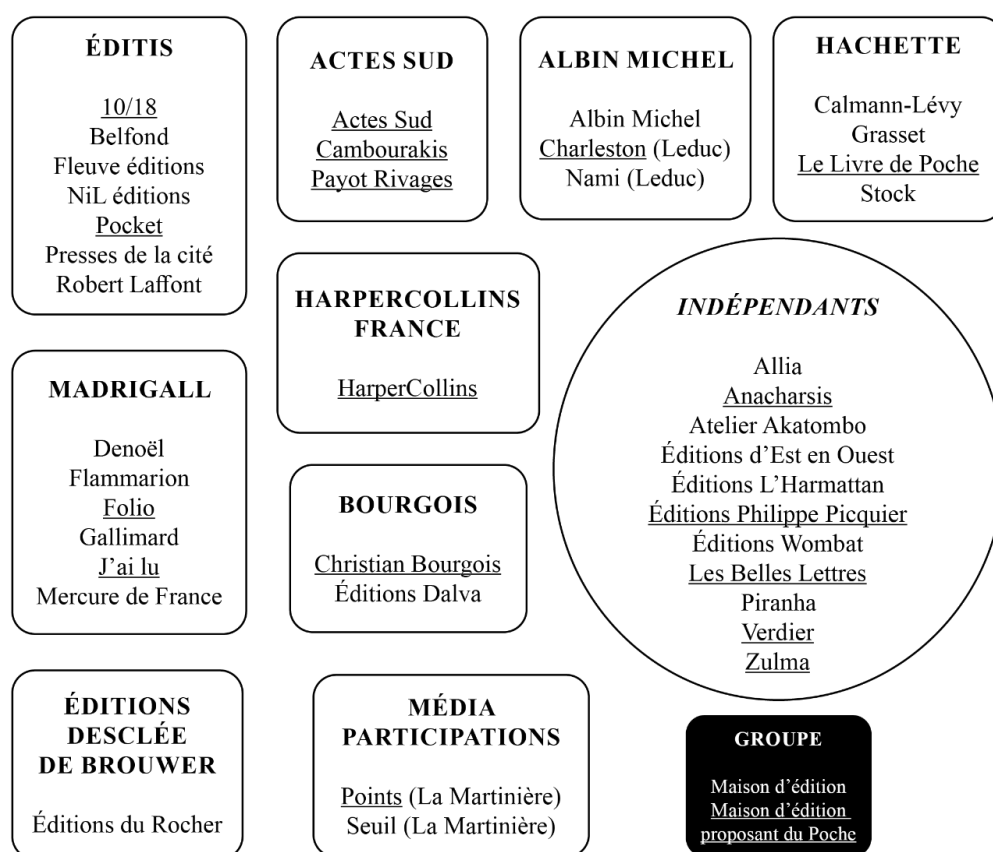 ÉDITIS
10/18
Belfond
Fleuve éditions
NiL éditions
Pocket
Presses de la cité
Robert Laffont
ACTES SUD
Actes Sud
Cambourakis
Payot Rivages
ALBIN MICHEL
Albin Michel
Charleston (Leduc)
Nami (Leduc)
HACHETTE
Calmann-Lévy
Grasset
Le Livre de Poche
Stock
MADRIGALL
Denoël
Flammarion
Folio
Gallimard
J’ai lu
Mercure de France
HARPERCOLLINS
FRANCE
HarperCollins
BOURGOIS
Christian Bourgois
Éditions Dalva
INDÉPENDANTS
Allia
Anacharsis
Atelier Akatombo
Éditions d’Est en Ouest
Éditions L’Harmattan
Éditions Philippe Picquier
Éditions Wombat
Les Belles Lettres
Piranha
Verdier
Zulma
ÉDITIONS
DESCLÉE
DE BROUWER
Éditions du Rocher
MÉDIA
PARTICIPATIONS
Points (La Martinière)
Seuil (La Martinière)
GROUPE
Maison d’édition
Maison d’édition
proposant du Poche